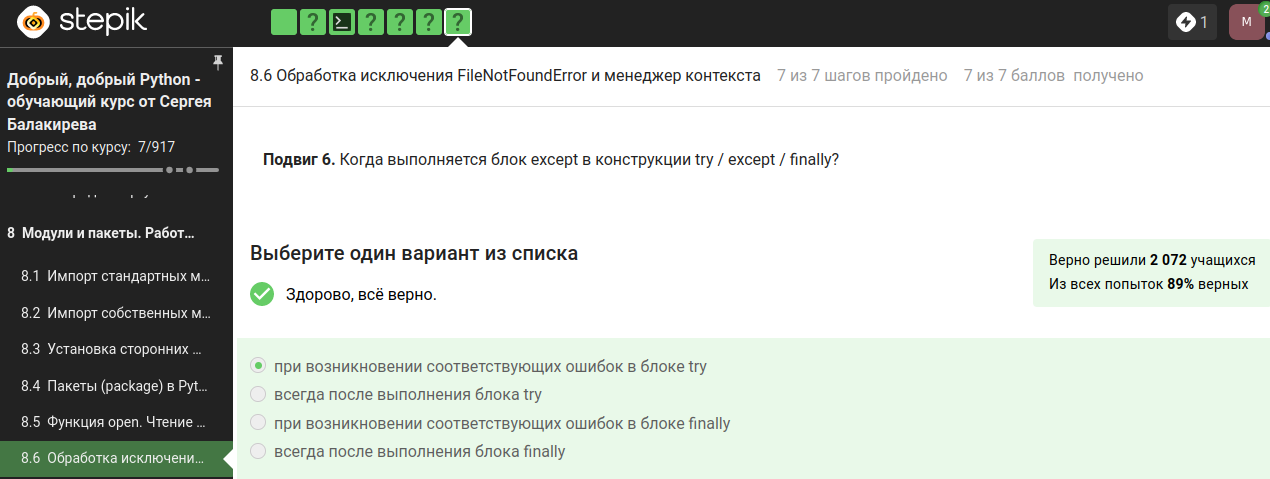 stepik
? >_ ? ? ? ?
1
M
2
Добрый, добрый Python -
обучающий курс от Сергея
Балакирева
Прогресс по курсу: 7/917
8 Модули и пакеты. Работ...
8.1 Импорт стандартных м...
8.2 Импорт собственных м...
8.3 Установка сторонних ...
8.4 Пакеты (package) в Pyt...
8.5 Функция open. Чтение ...
8.6 Обработка исключени...
8.6 Обработка исключения FileNotFoundError и менеджер контекста 7 из 7 шагов пройдено 7 из 7 баллов получено
Подвиг 6. Когда выполняется блок except в конструкции try / except / finally?
Выберите один вариант из списка
Здорово, всё верно.
Верно решили 2 072 учащихся
Из всех попыток 89% верных
при возникновении соответствующих ошибок в блоке try
всегда после выполнения блока try
при возникновении соответствующих ошибок в блоке finally
всегда после выполнения блока finally